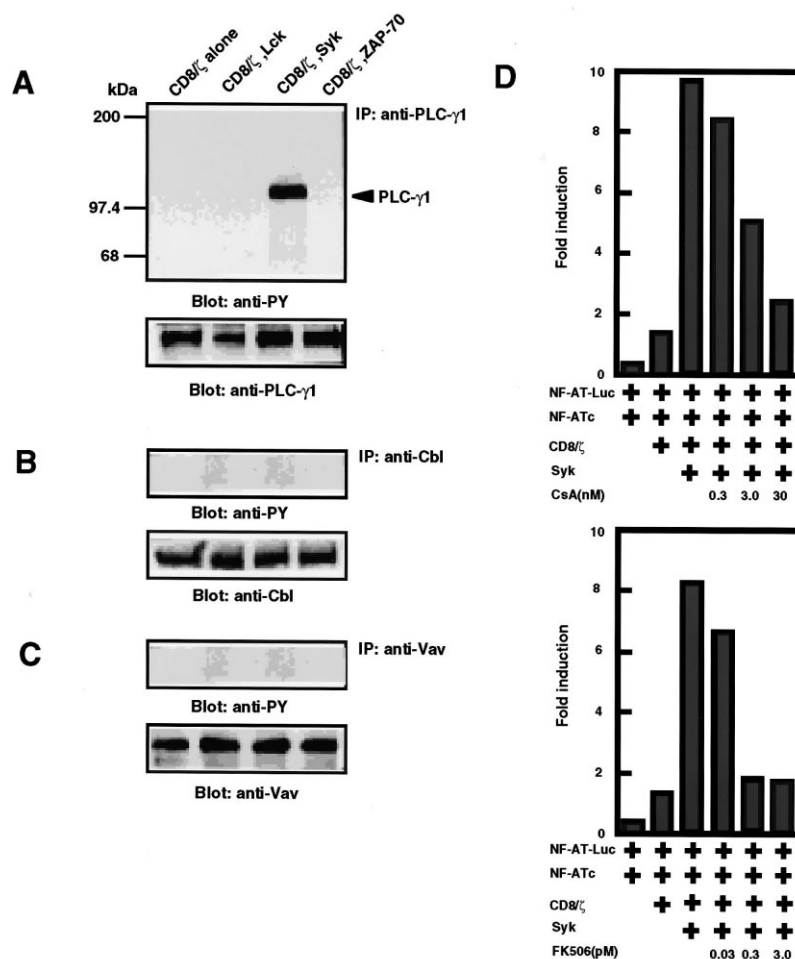 A
kDa
CD8/ζ alone
CD8/ζ ,Lck
CD8/ζ ,Syk
CD8/ζ ,ZAP-70
200
97.4
68
IP: anti-PLC-γ1
PLC-γ1
Blot: anti-PY
Blot: anti-PLC-γ1
B
IP: anti-Cbl
Blot: anti-PY
Blot: anti-Cbl
C
IP: anti-Vav
Blot: anti-PY
Blot: anti-Vav
D
Fold induction
10
8
6
4
2
0
NF-AT-Luc + + + + + +
NF-ATc + + + + + +
CD8/ζ + + + + +
Syk + + + +
CsA(nM) 0.3 3.0 30
Fold induction
10
8
6
4
2
0
NF-AT-Luc + + + + + +
NF-ATc + + + + + +
CD8/ζ + + + + +
Syk + + + +
FK506(pM) 0.03 0.3 3.0